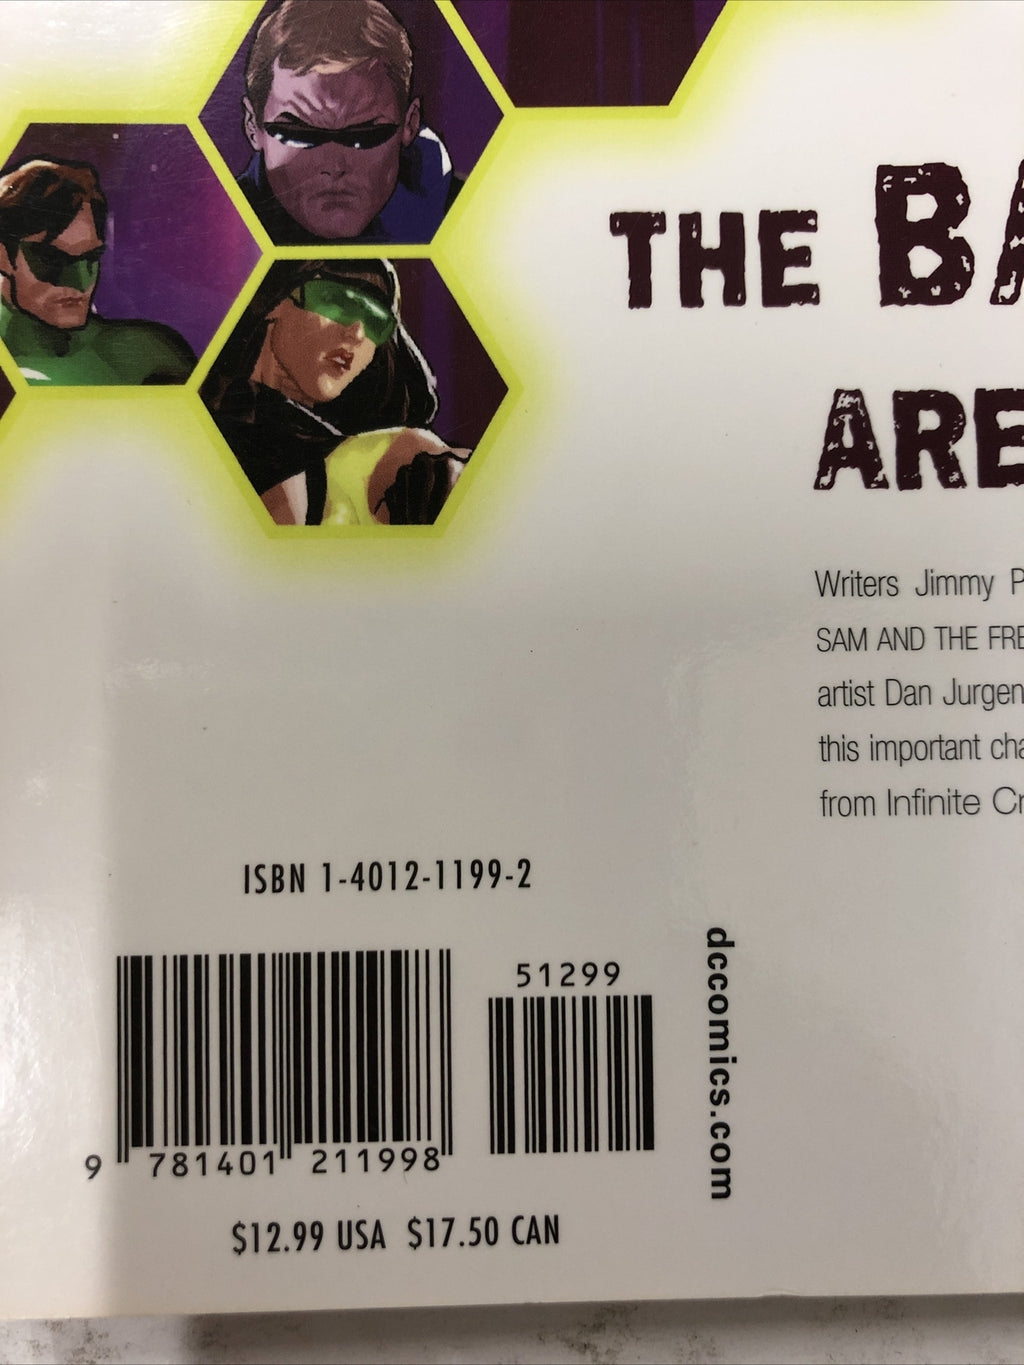 THE BA
ARE
Writers Jimmy P
SAM AND THE FRE
artist Dan Jurgen
this important cha
from Infinite Cr
ISBN 1-4012-1199-2
51299
9 781401 211998
$12.99 USA $17.50 CAN
dccomics.com